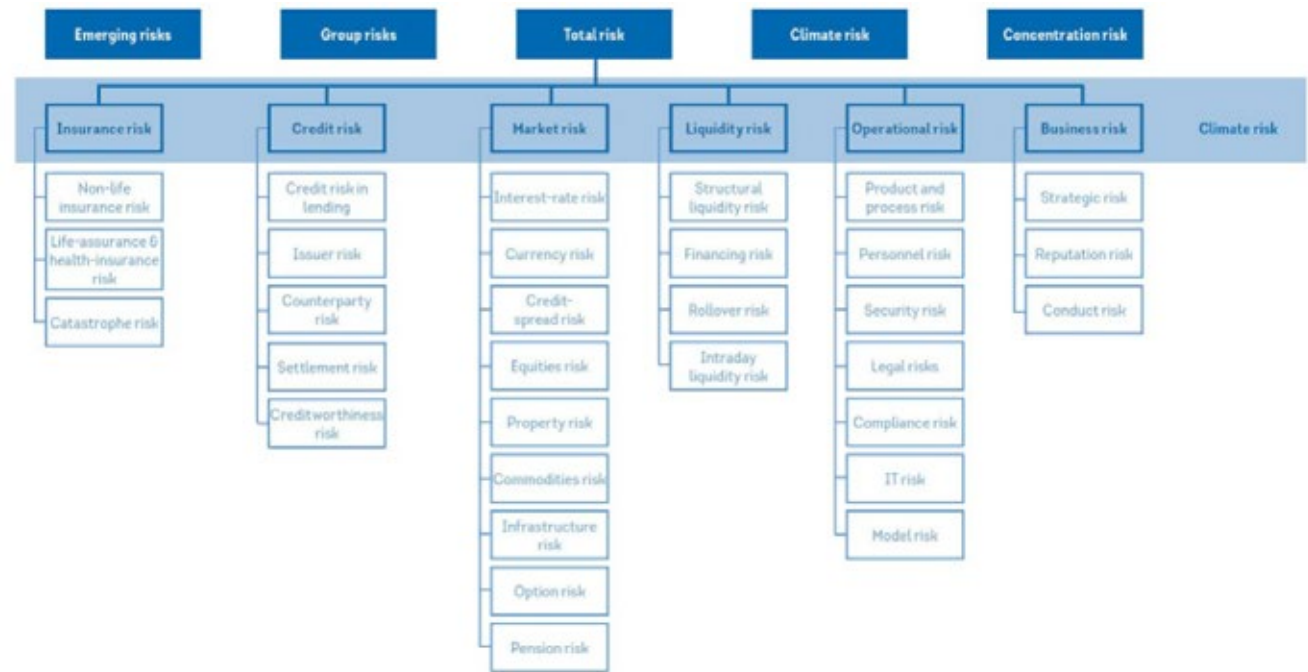 Emerging risks
Group risks
Total risk
Climate risk
Concentration risk
Insurance risk
Credit risk
Market risk
Liquidity risk
Operational risk
Business risk
Climate risk
Non-life
insurance risk
Life-assurance &
health-insurance
risk
Catastrophe risk
Credit risk in
lending
Issuer risk
Counterparty
risk
Settlement risk
Creditworthiness
risk
Interest-rate risk
Currency risk
Credit-
spread risk
Equities risk
Property risk
Commodities risk
Infrastructure
risk
Option risk
Pension risk
Structural
liquidity risk
Financing risk
Rollover risk
Intraday
liquidity risk
Product and
process risk
Personnel risk
Security risk
Legal risks
Compliance risk
IT risk
Model risk
Strategic risk
Reputation risk
Conduct risk